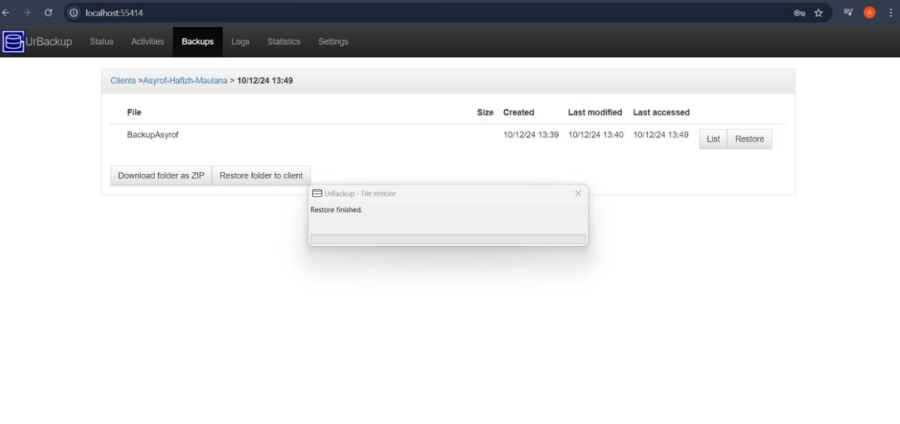 localhost:55414
A
UrBackup Status Activities Backups Logs Statistics Settings
Clients >Asyrof-Hafizh-Maulana > 10/12/24 13:49
File Size Created Last modified Last accessed
BackupAsyrof 10/12/24 13:39 10/12/24 13:40 10/12/24 13:49 List Restore
Download folder as ZIP Restore folder to client
UrBackup - File restore
Restore finished.